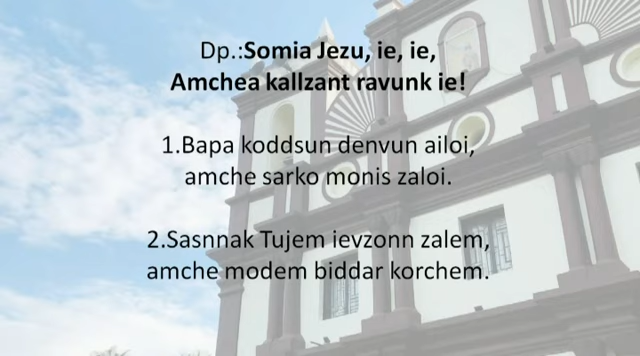 Dp.:Somia Jezu, ie, ie,
Amchea kallzant ravunk ie!
1.Bapa koddsun denvun ailoi,
amche sarko monis zaloi.
2.Sasnnak Tujem ievzonn zalem,
amche modem biddar korchem.